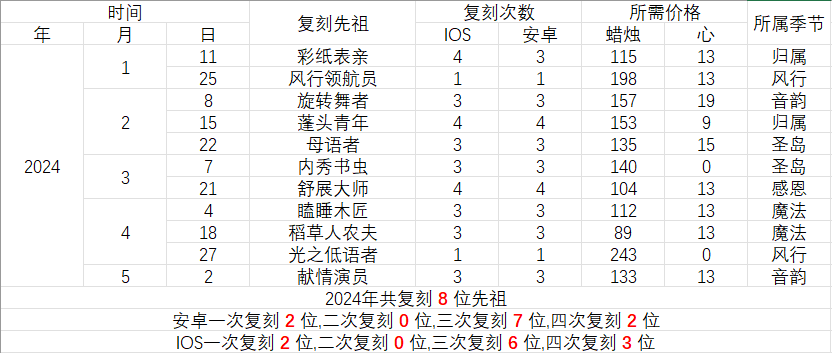 时间 复刻先祖 复刻次数 所需价格 所属季节
年 月 日 IOS 安卓 蜡烛 心
2024 1 11 彩纸表亲 4 3 115 13 归属
25 风行领航员 1 1 198 13 风行
2 8 旋转舞者 3 3 157 19 音韵
15 蓬头青年 4 4 153 9 归属
22 母语者 3 3 135 15 圣岛
3 7 内秀书虫 3 3 140 0 圣岛
21 舒展大师 4 4 104 13 感恩
4 4 瞌睡木匠 3 3 112 13 魔法
18 稻草人农夫 3 3 89 13 魔法
27 光之低语者 1 1 243 0 风行
5 2 献情演员 3 3 133 13 音韵
2024年共复刻 8 位先祖
安卓一次复刻 2 位,二次复刻 0 位,三次复刻 7 位,四次复刻 2 位
IOS一次复刻 2 位,二次复刻 0 位,三次复刻 6 位,四次复刻 3 位